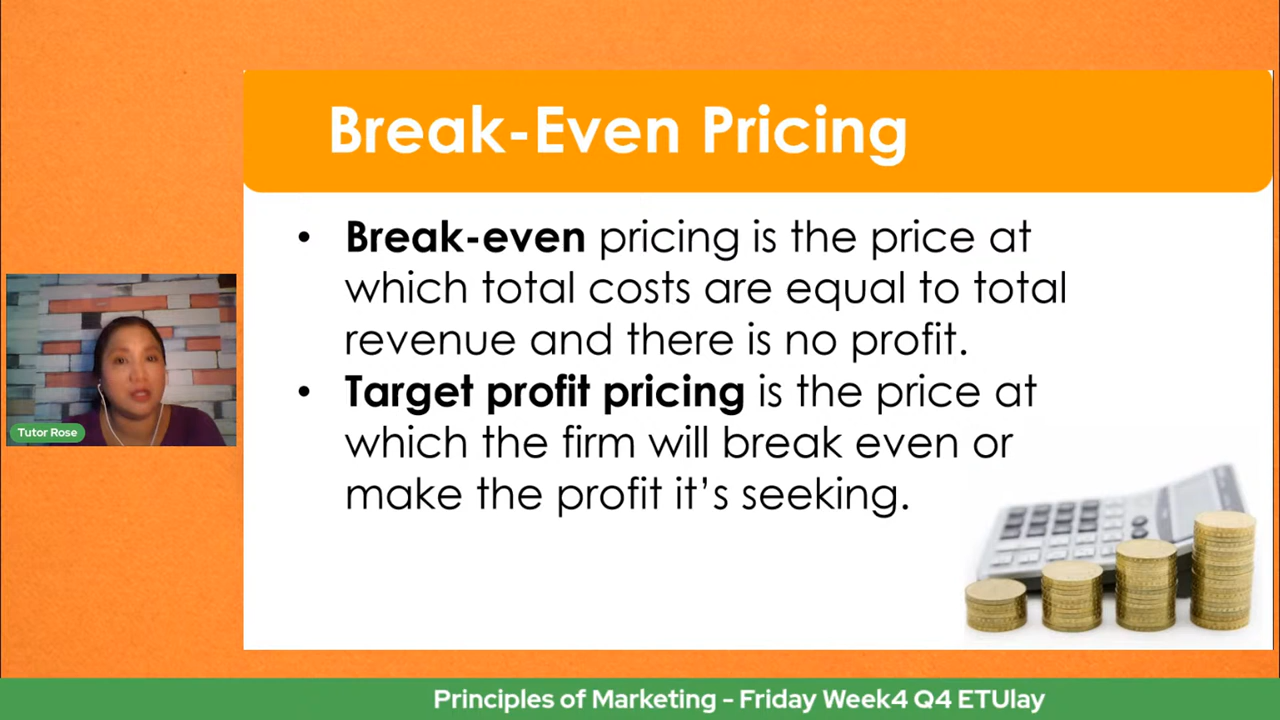 Break-Even Pricing
• Break-even pricing is the price at
which total costs are equal to total
revenue and there is no profit.
• Target profit pricing is the price at
which the firm will break even or
make the profit it’s seeking.
Tutor Rose
Principles of Marketing - Friday Week4 Q4 ETUlay